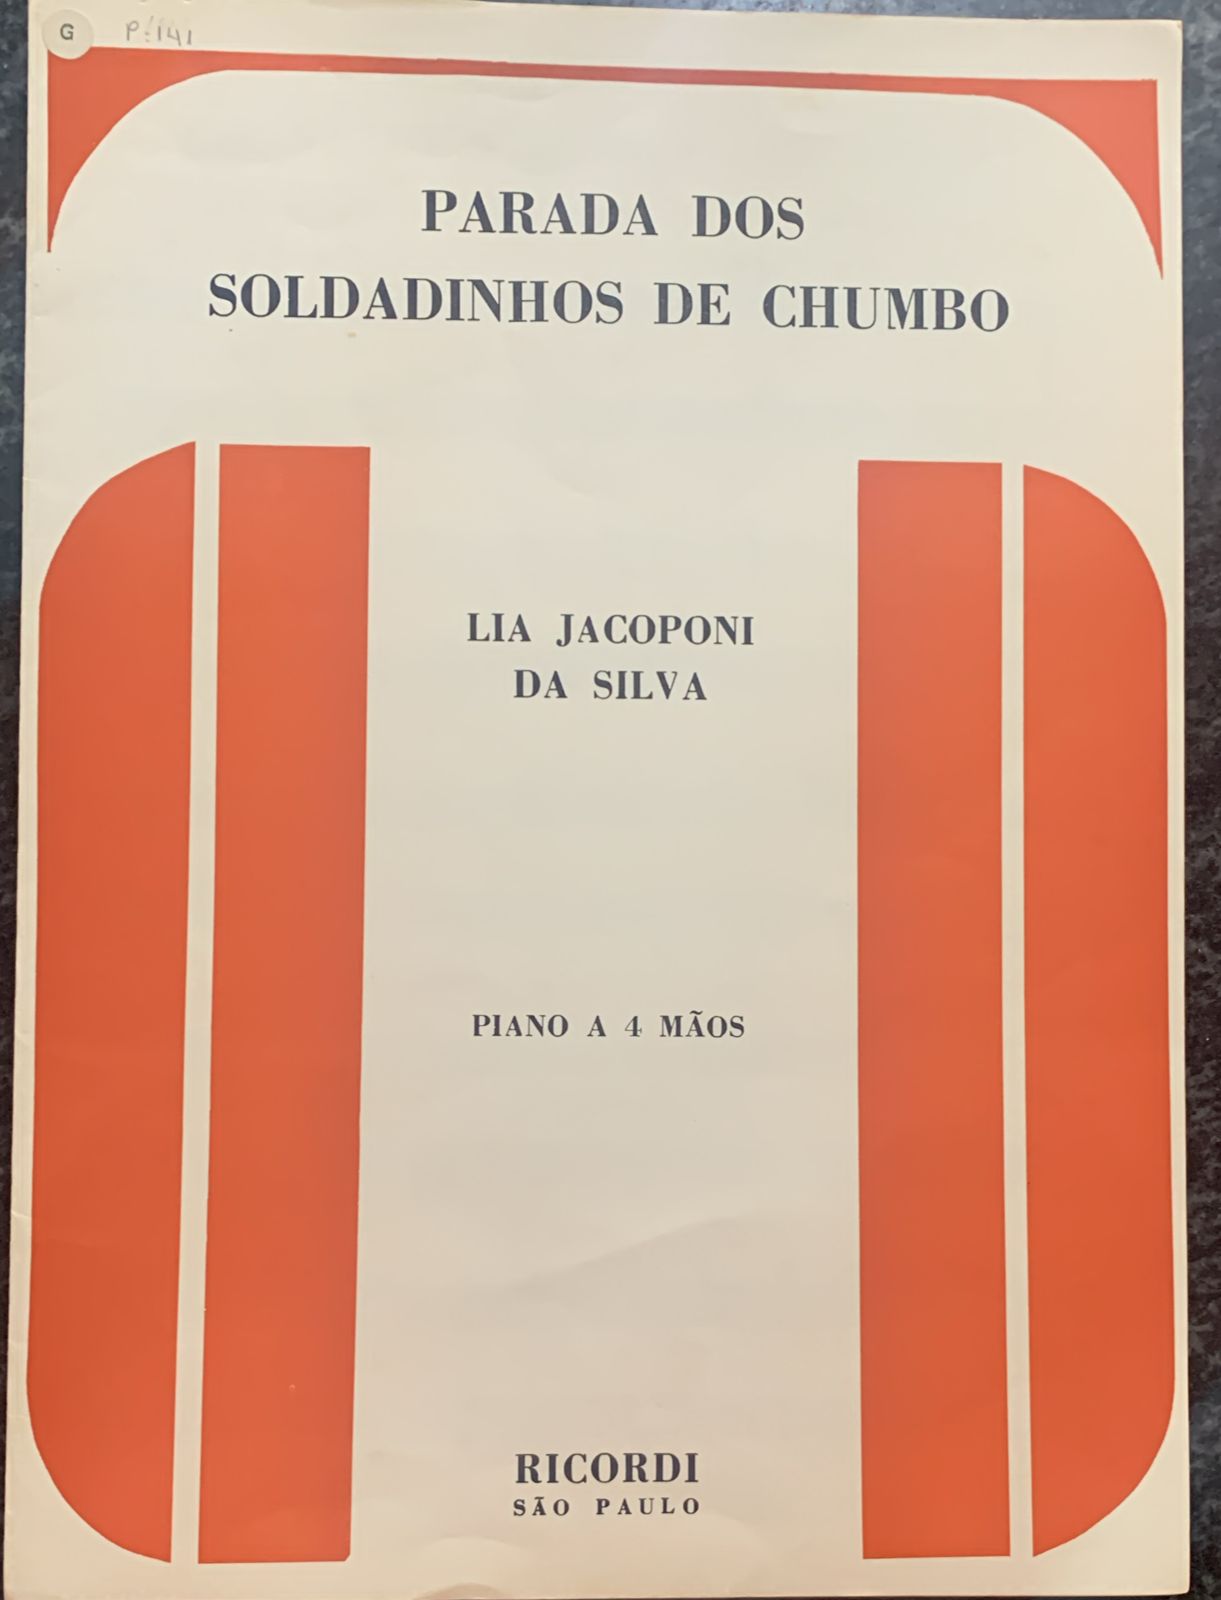 G P.141
PARADA DOS
SOLDADINHOS DE CHUMBO
LIA JACOPONI
DA SILVA
PIANO A 4 MÃOS
RICORDI
SÃO PAULO